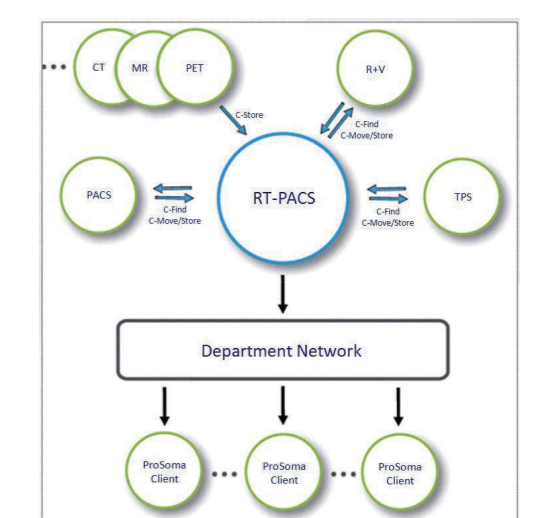 CT
MR
PET
R+V
C-Store
C-Find
C-Move/Store
PACS
C-Find
C-Move/Store
RT-PACS
C-Find
C-Move/Store
TPS
Department Network
ProSoma
Client
ProSoma
Client
ProSoma
Client